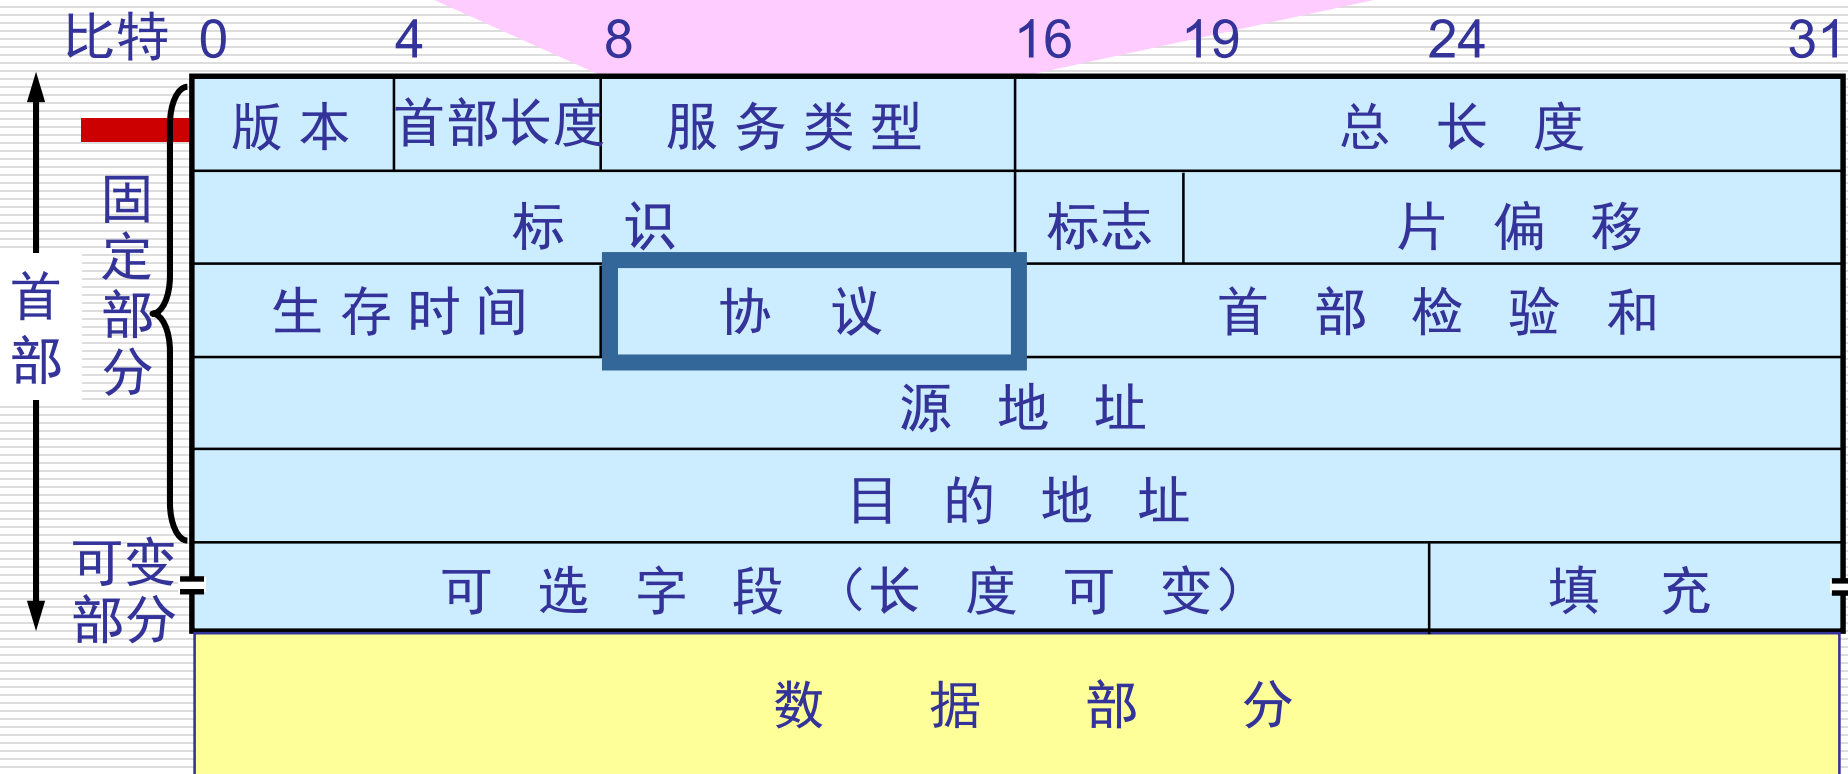 比特 0 4 8 16 19 24 31
版本 首部长度 服务类型 总长度
标识 标志 片偏移
生存时间 协议 首部检验和
源地址
目的地址
可选字段（长度可变） 填充
数据部分
首部
固定部分
可变
部分